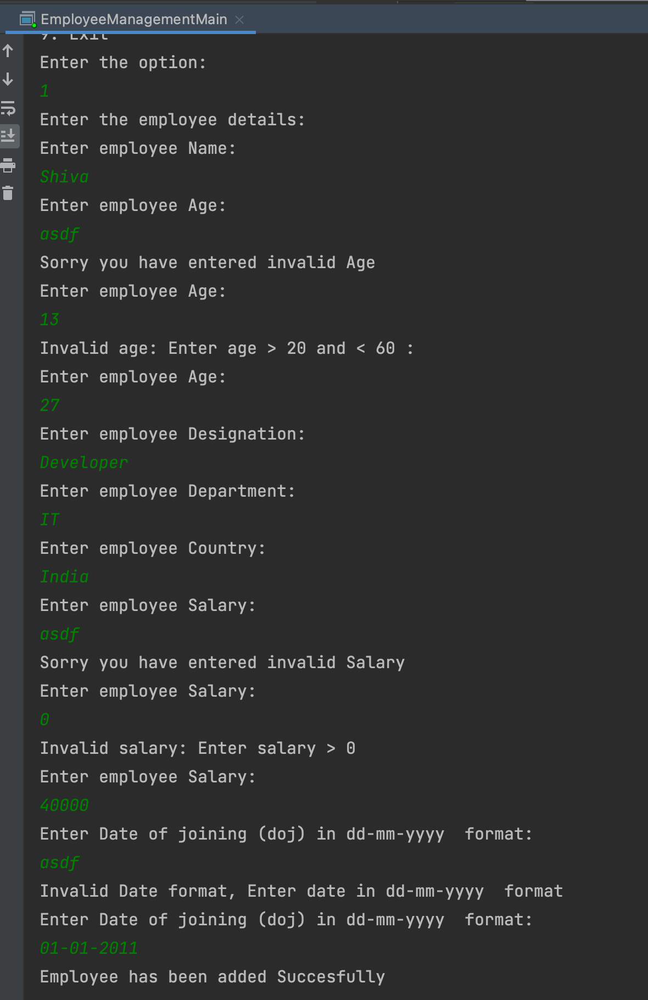 EmployeeManagementMain
9. Exit
Enter the option:
1
Enter the employee details:
Enter employee Name:
Shiva
Enter employee Age:
asdf
Sorry you have entered invalid Age
Enter employee Age:
13
Invalid age: Enter age > 20 and < 60 :
Enter employee Age:
27
Enter employee Designation:
Developer
Enter employee Department:
IT
Enter employee Country:
India
Enter employee Salary:
asdf
Sorry you have entered invalid Salary
Enter employee Salary:
0
Invalid salary: Enter salary > 0
Enter employee Salary:
40000
Enter Date of joining (doj) in dd-mm-yyyy  format:
asdf
Invalid Date format, Enter date in dd-mm-yyyy  format
Enter Date of joining (doj) in dd-mm-yyyy  format:
01-01-2011
Employee has been added Succesfully